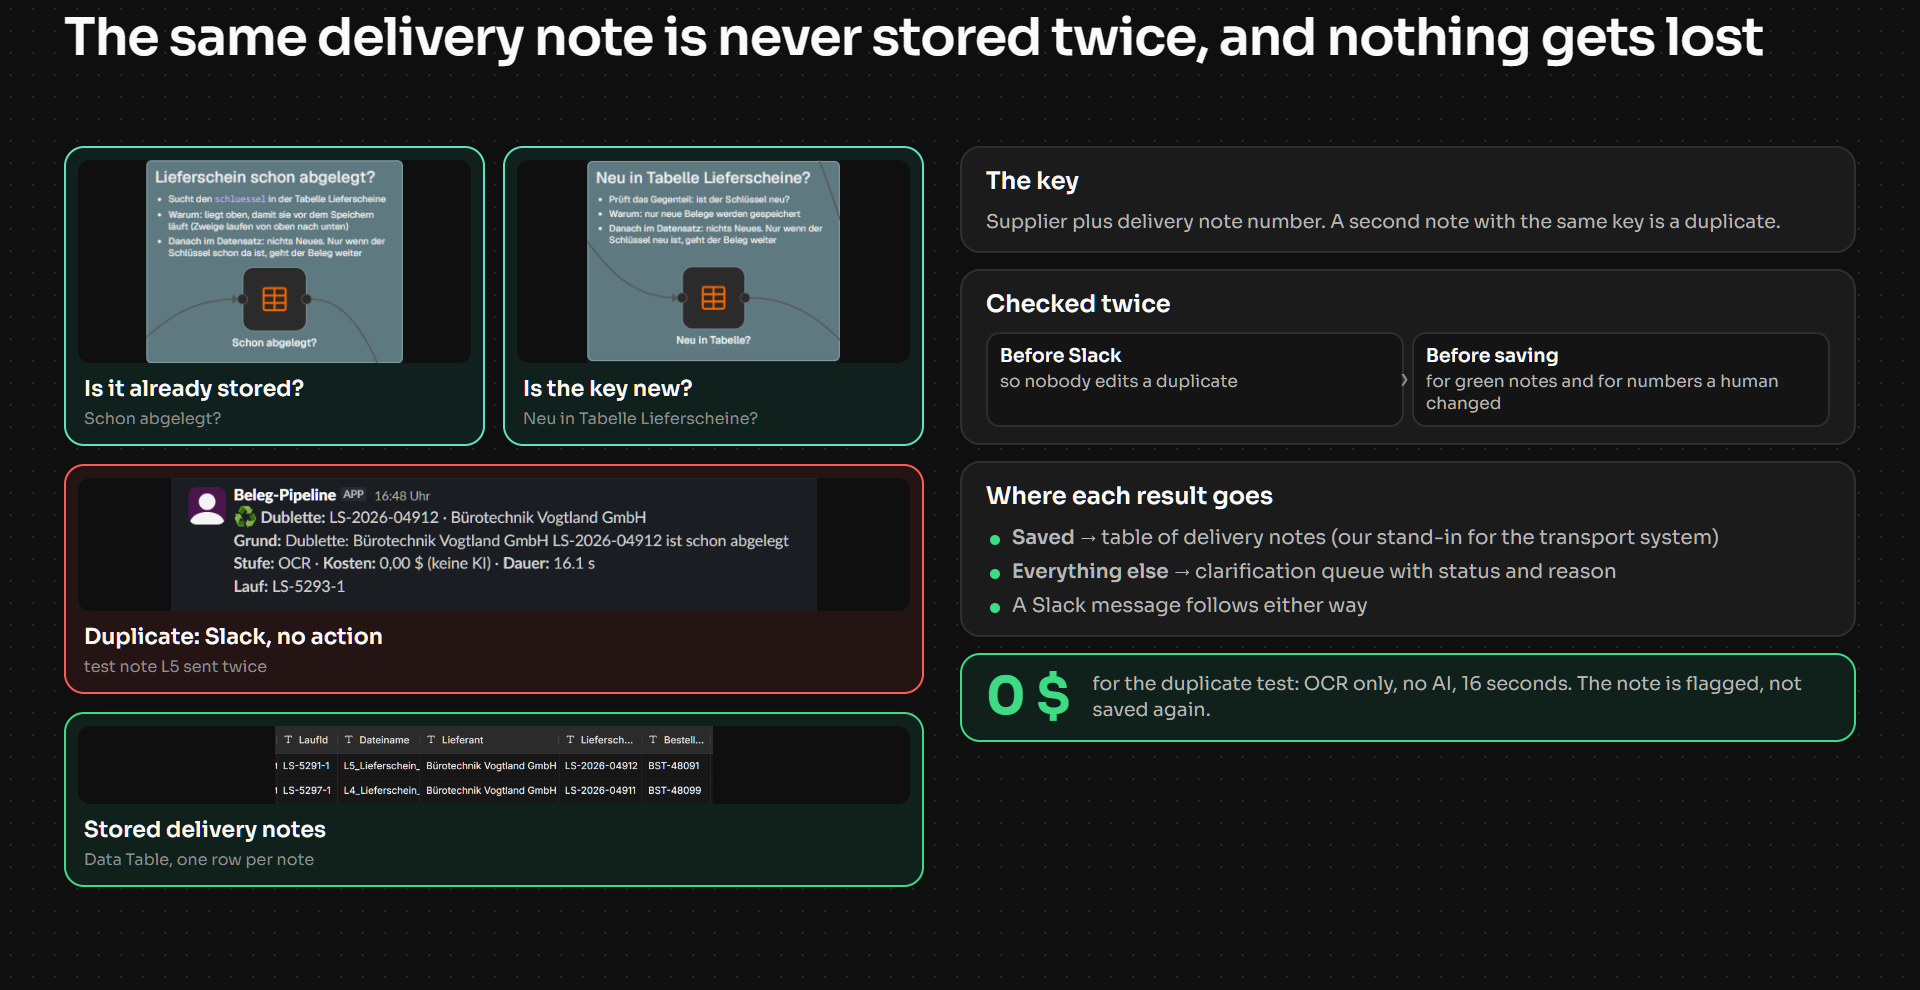 The same delivery note is never stored twice, and nothing gets lost
Lieferschein schon abgelegt?
• Sucht den schluessel in der Tabelle Lieferscheine
• Warum: liegt oben, damit sie vor dem Speichern
läuft (Zweige laufen von oben nach unten)
• Danach im Datensatz: nichts Neues. Nur wenn der
Schlüssel schon da ist, geht der Beleg weiter
Schon abgelegt?
Is it already stored?
Schon abgelegt?
Neu in Tabelle Lieferscheine?
• Prüft das Gegenteil: ist der Schlüssel neu?
• Warum: nur neue Belege werden gespeichert
• Danach im Datensatz: nichts Neues. Nur wenn der
Schlüssel neu ist, geht der Beleg weiter
Neu in Tabelle?
Is the key new?
Neu in Tabelle Lieferscheine?
Beleg-Pipeline APP 16:48 Uhr
♻️ Dublette: LS-2026-04912 · Bürotechnik Vogtland GmbH
Grund: Dublette: Bürotechnik Vogtland GmbH LS-2026-04912 ist schon abgelegt
Stufe: OCR · Kosten: 0,00 $ (keine KI) · Dauer: 16.1 s
Lauf: LS-5293-1
Duplicate: Slack, no action
test note L5 sent twice
LaufId Dateiname Lieferant Liefersch... Bestell...
LS-5291-1 L5_Lieferschein_ Bürotechnik Vogtland GmbH LS-2026-04912 BST-48091
LS-5297-1 L4_Lieferschein_ Bürotechnik Vogtland GmbH LS-2026-04911 BST-48099
Stored delivery notes
Data Table, one row per note
The key
Supplier plus delivery note number. A second note with the same key is a duplicate.
Checked twice
Before Slack
so nobody edits a duplicate
›
Before saving
for green notes and for numbers a human
changed
Where each result goes
• Saved → table of delivery notes (our stand-in for the transport system)
• Everything else → clarification queue with status and reason
• A Slack message follows either way
0 $
for the duplicate test: OCR only, no AI, 16 seconds. The note is flagged, not
saved again.